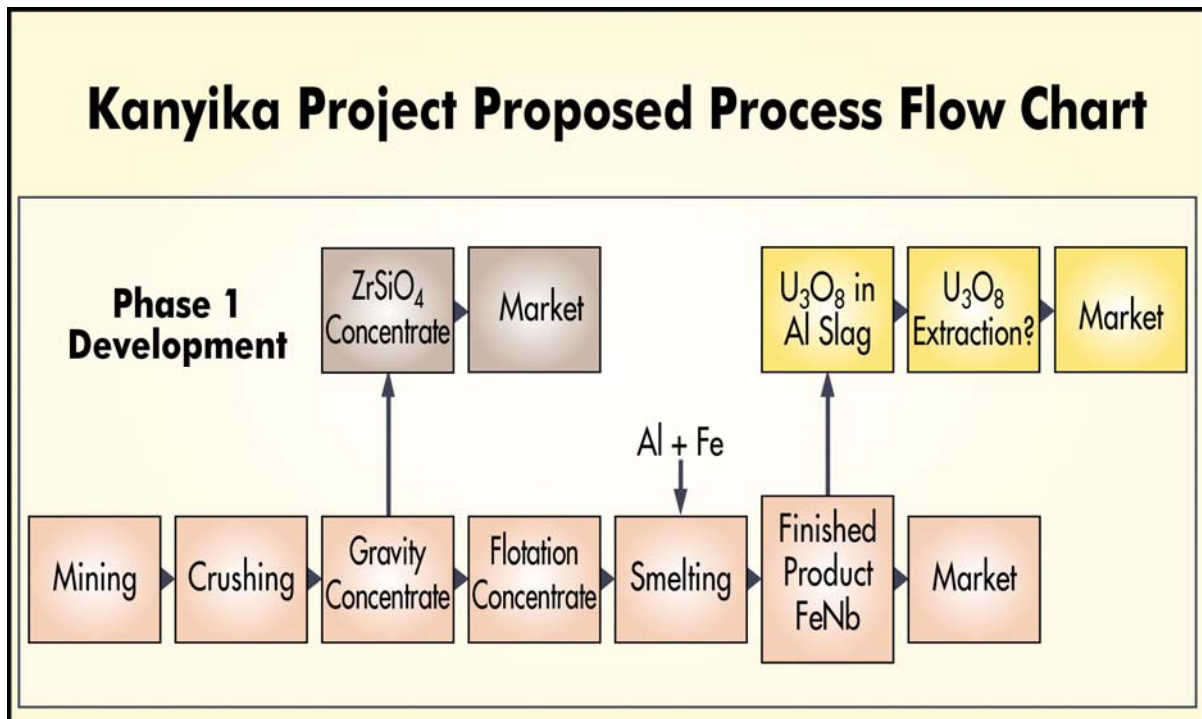 Kanyika Project Proposed Process Flow Chart
Phase 1
Development
ZrSiO₄
Concentrate
Market
U₃O₈ in
Al Slag
U₃O₈
Extraction?
Market
Al + Fe
Mining
Crushing
Gravity
Concentrate
Flotation
Concentrate
Smelting
Finished
Product
FeNb
Market